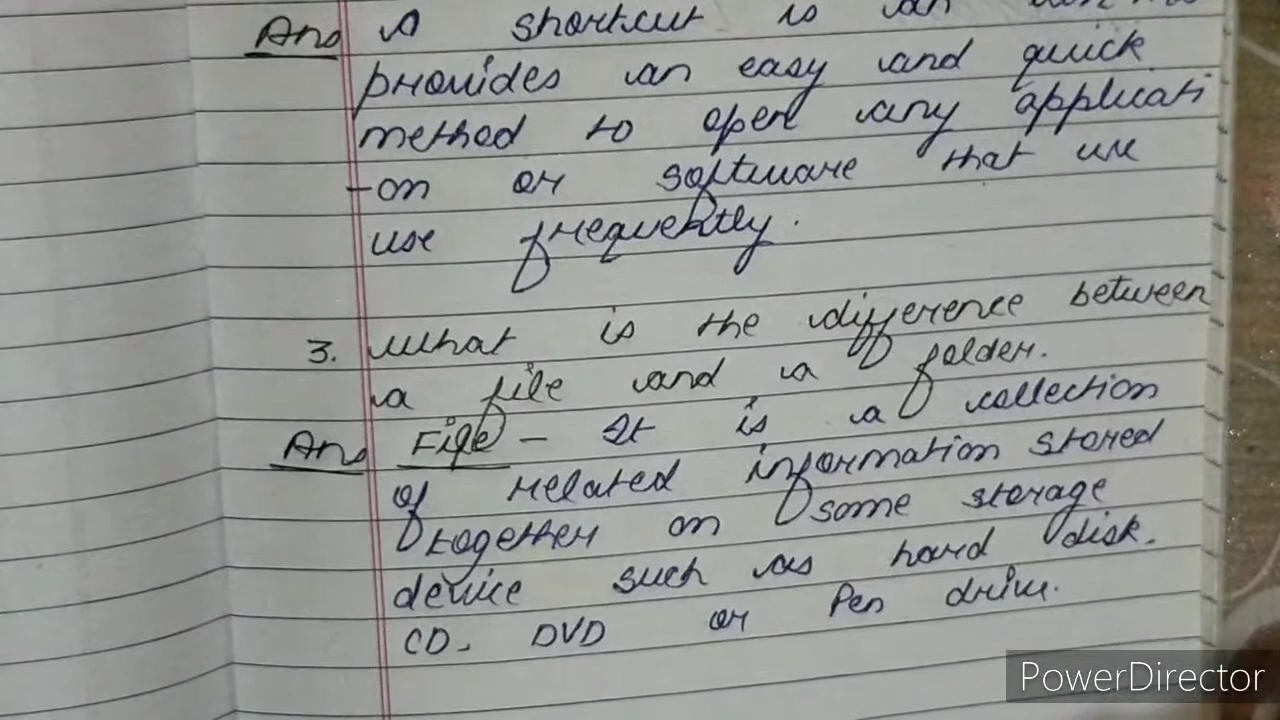 Ans A shortcut is an
provides an easy and quick
method to open any applicati
-on or software that we
use frequently.
3. What is the difference between
a file and a folder.
Ans File - It is a collection
of related information stored
together on some storage
device such as hard disk.
CD. DVD or Pen drive.
PowerDirector